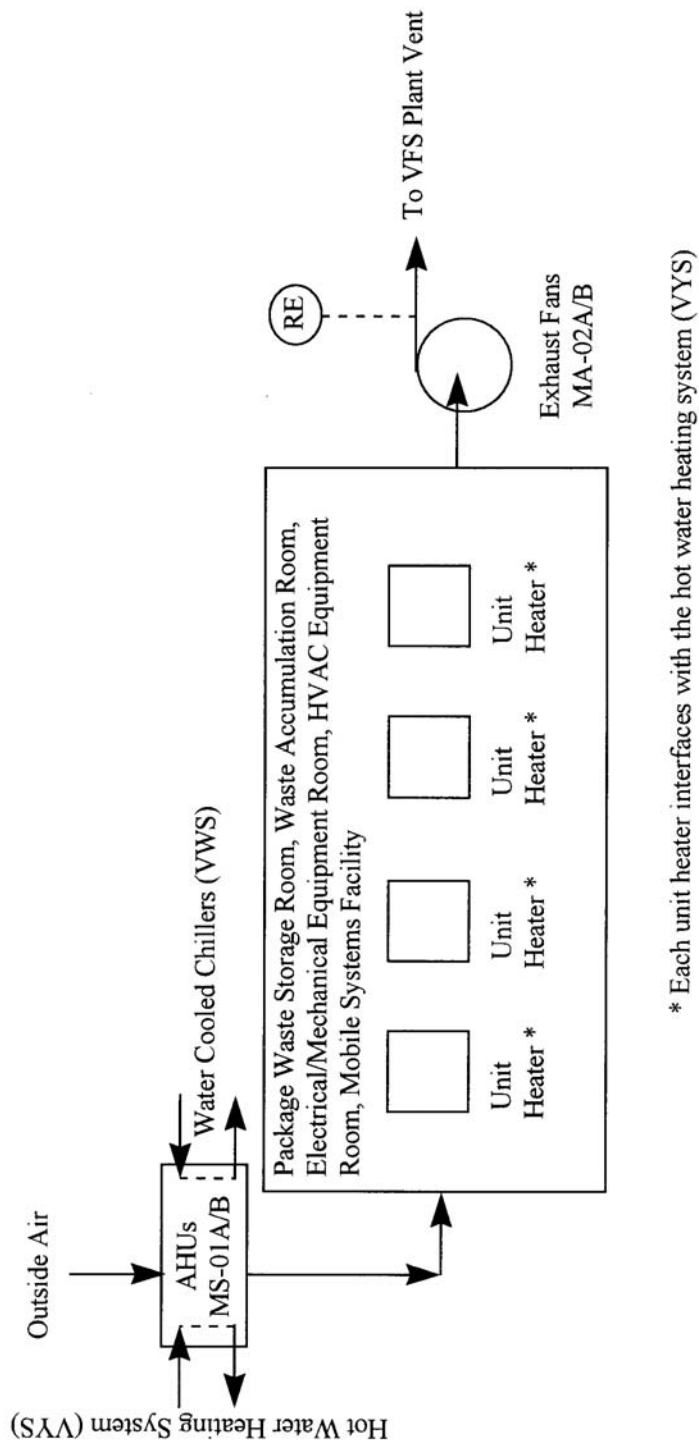 Hot Water Heating System (VYS)
Outside Air
AHUs
MS-01A/B
Water Cooled Chillers (VWS)
Package Waste Storage Room, Waste Accumulation Room,
Electrical/Mechanical Equipment Room, HVAC Equipment
Room, Mobile Systems Facility
Unit
Heater *
Unit
Heater *
Unit
Heater *
Unit
Heater *
RE
Exhaust Fans
MA-02A/B
To VFS Plant Vent
* Each unit heater interfaces with the hot water heating system (VYS)